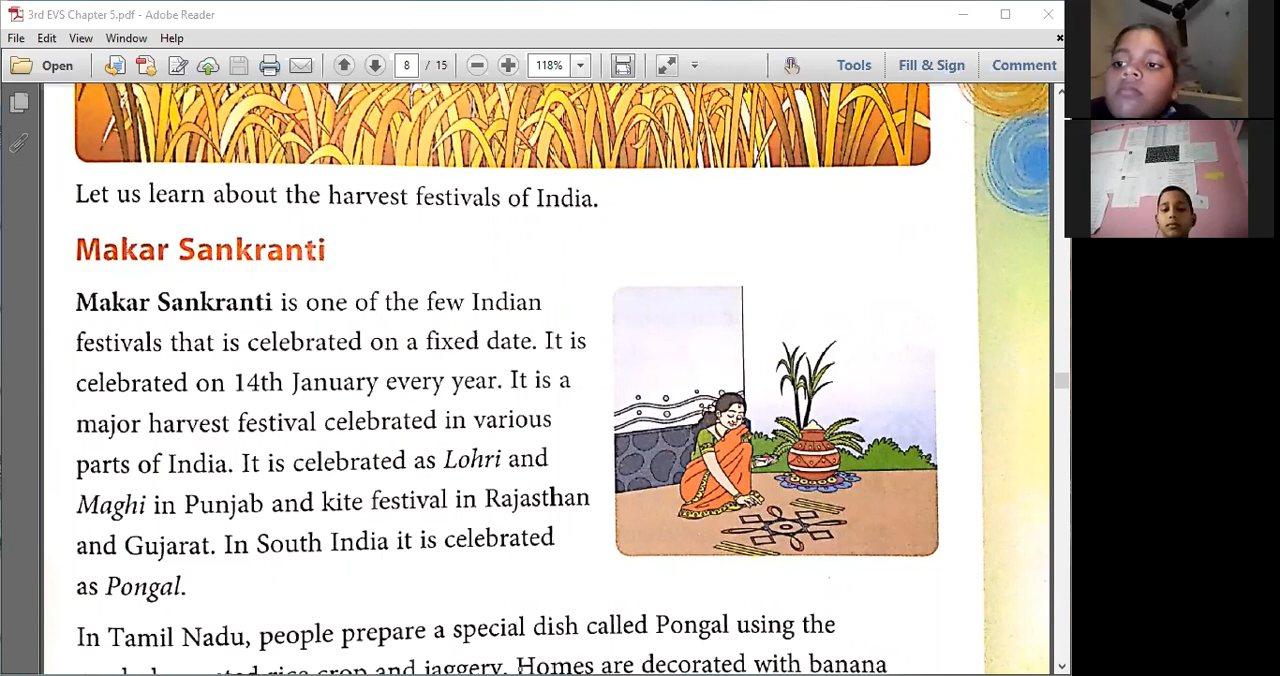 3rd EVS Chapter 5.pdf - Adobe Reader
File Edit View Window Help
Open 8 / 15 118% Tools Fill & Sign Comment
Let us learn about the harvest festivals of India.
Makar Sankranti
Makar Sankranti is one of the few Indian
festivals that is celebrated on a fixed date. It is
celebrated on 14th January every year. It is a
major harvest festival celebrated in various
parts of India. It is celebrated as Lohri and
Maghi in Punjab and kite festival in Rajasthan
and Gujarat. In South India it is celebrated
as Pongal.
In Tamil Nadu, people prepare a special dish called Pongal using the
rice crop and jaggery. Homes are decorated with banana